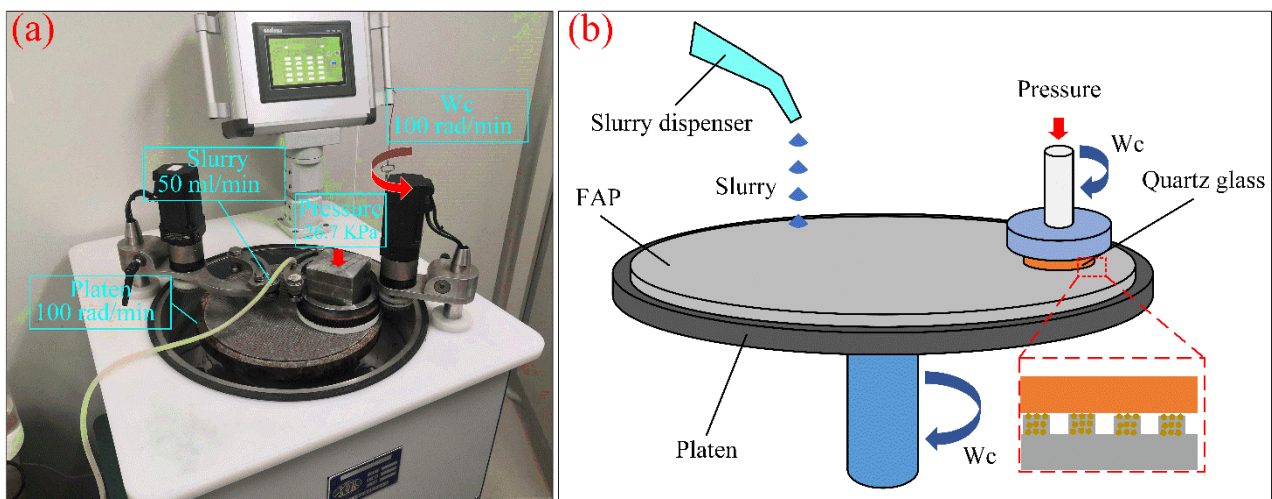 (a)
Wc
100 rad/min
Slurry
50 ml/min
Pressure
26.7 KPa
Platen
100 rad/min
(b)
Pressure
Slurry dispenser
Wc
Slurry
Quartz glass
FAP
Platen
Wc